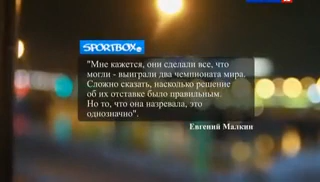 SPORTBOX
"Мне кажется, они сделали все, что
могли - выиграли два чемпионата мира.
Сложно сказать, насколько решение
об их отставке было правильным.
Но то, что она назревала, это
однозначно".
Евгений Малкин